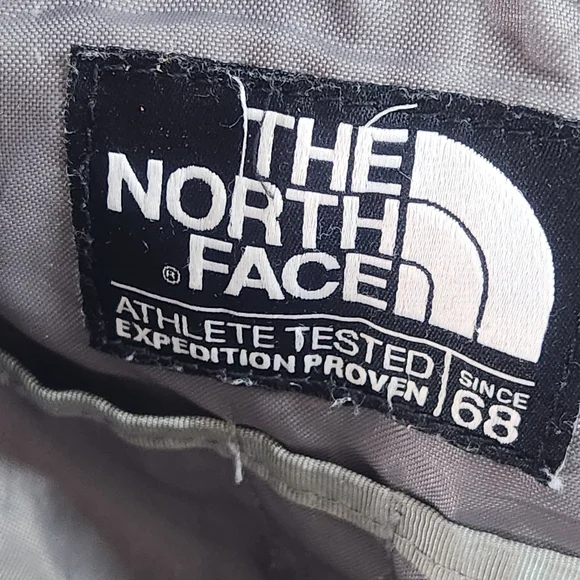 THE
NORTH
FACE
®
ATHLETE TESTED
EXPEDITION PROVEN
SINCE
68